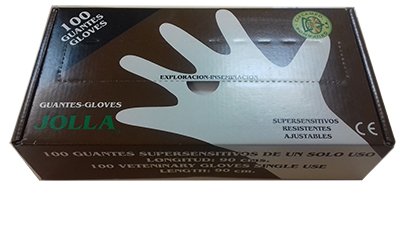 100
GUANTES
GLOVES
EXPLORACION-INSEMINACION
GUANTES-GLOVES
JOLLA
SUPERSENSITIVOS
RESISTENTES
AJUSTABLES
CE
100 GUANTES SUPERSENSITIVOS DE UN SOLO USO
LONGITUD: 90 cms.
100 VETERINARY GLOVES SINGLE USE
LENGTH: 90 cm.